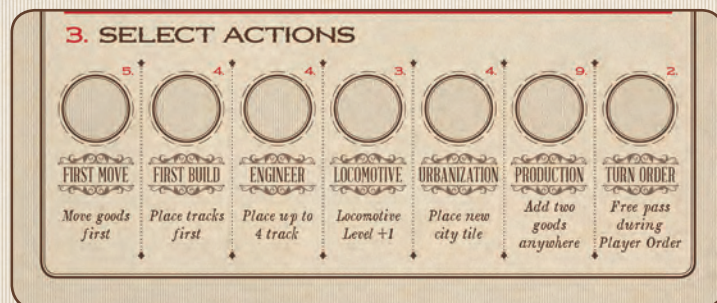 3. SELECT ACTIONS
5.
4.
4.
3.
4.
9.
2.
FIRST MOVE
FIRST BUILD
ENGINEER
LOCOMOTIVE
URBANIZATION
PRODUCTION
TURN ORDER
Move goods
first
Place tracks
first
Place up to
4 track
Locomotive
Level +1
Place new
city tile
Add two
goods
anywhere
Free pass
during
Player Order